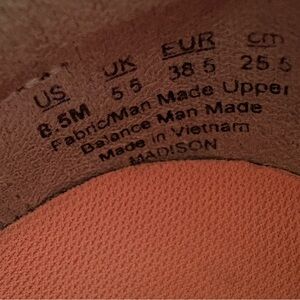 US UK EUR cm
8.5M 5.5 38.5 25.5
Fabric/Man Made Upper
Balance Man Made
Made in Vietnam
MADISON